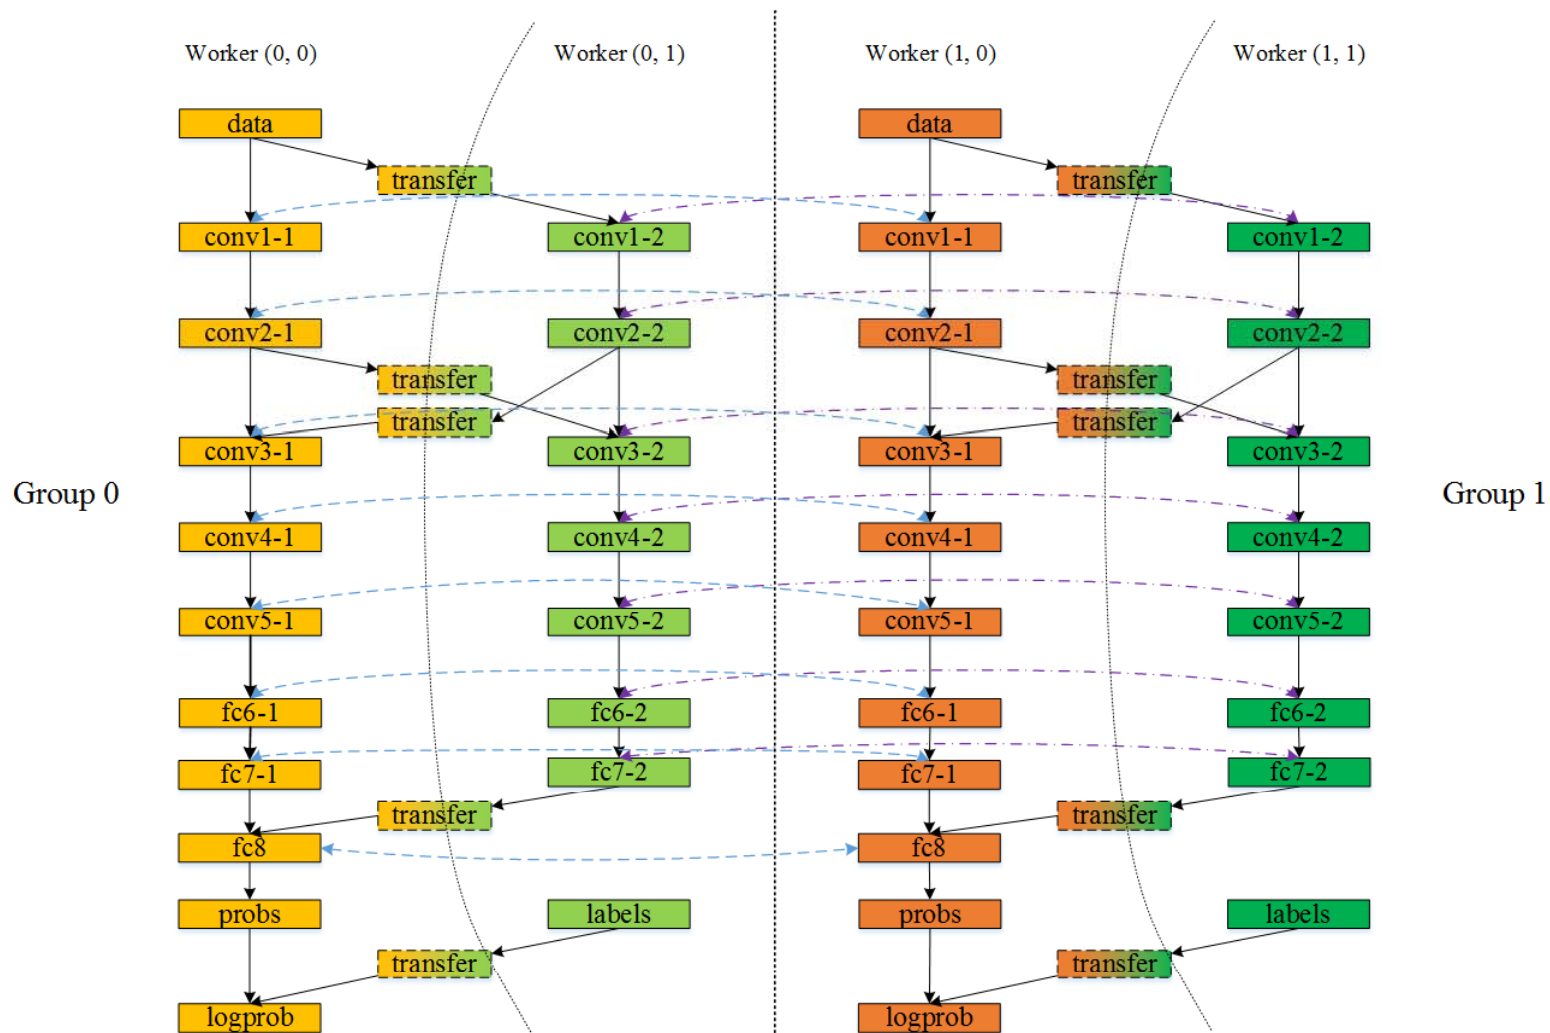 Worker (0, 0) Worker (0, 1) Worker (1, 0) Worker (1, 1)
data data
transfer transfer
conv1-1 conv1-2 conv1-1 conv1-2
conv2-1 conv2-2 conv2-1 conv2-2
transfer transfer
transfer transfer
conv3-1 conv3-2 conv3-1 conv3-2
Group 0 Group 1
conv4-1 conv4-2 conv4-1 conv4-2
conv5-1 conv5-2 conv5-1 conv5-2
fc6-1 fc6-2 fc6-1 fc6-2
fc7-1 fc7-2 fc7-1 fc7-2
transfer transfer
fc8 fc8
probs labels probs labels
transfer transfer
logprob logprob